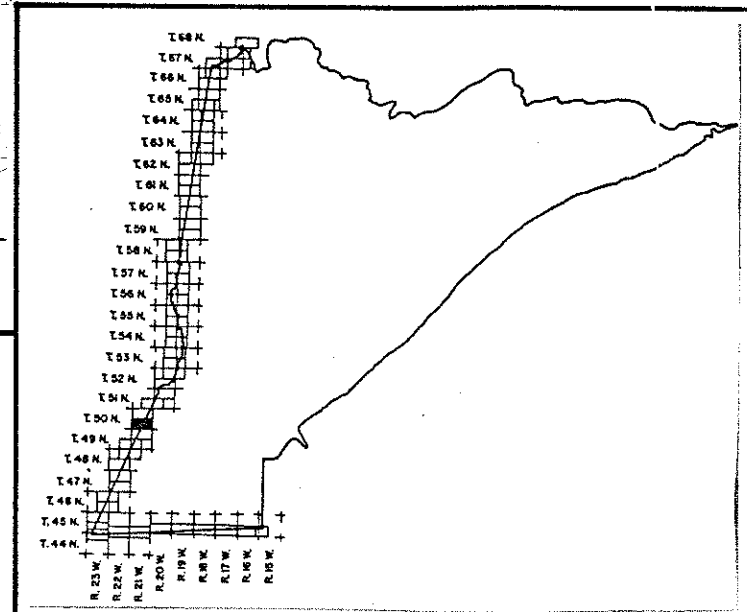 T. 68 N.
T. 67 N.
T. 66 N.
T. 65 N.
T. 64 N.
T. 63 N.
T. 62 N.
T. 61 N.
T. 60 N.
T. 59 N.
T. 58 N.
T. 57 N.
T. 56 N.
T. 55 N.
T. 54 N.
T. 53 N.
T. 52 N.
T. 51 N.
T. 50 N.
T. 49 N.
T. 48 N.
T. 47 N.
T. 46 N.
T. 45 N.
T. 44 N.
R. 23 W.
R. 22 W.
R. 21 W.
R. 20 W.
R. 19 W.
R. 18 W.
R. 17 W.
R. 16 W.
R. 15 W.